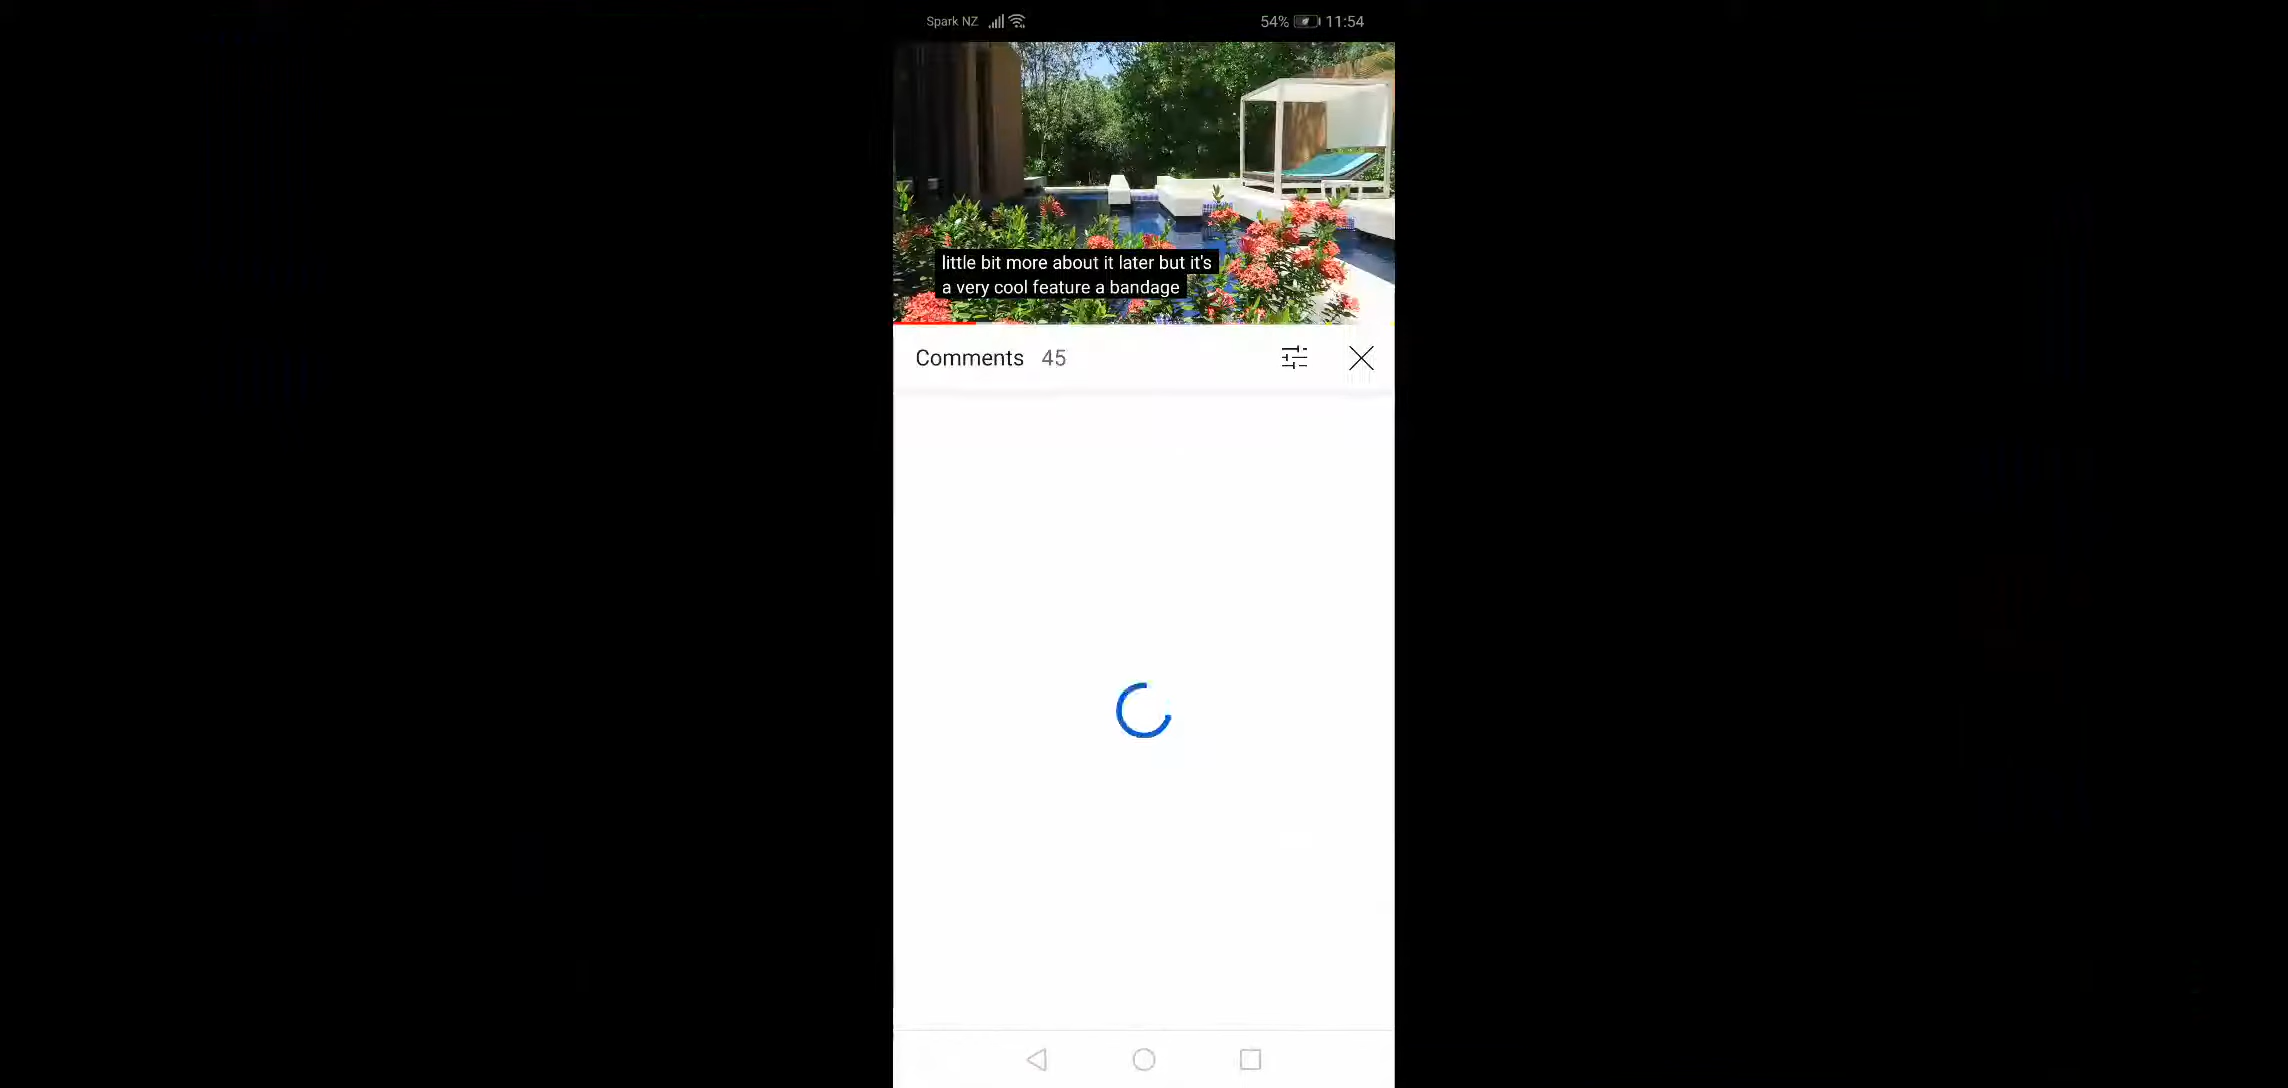 Spark NZ 54% 11:54
little bit more about it later but it's
a very cool feature a bandage
Comments 45